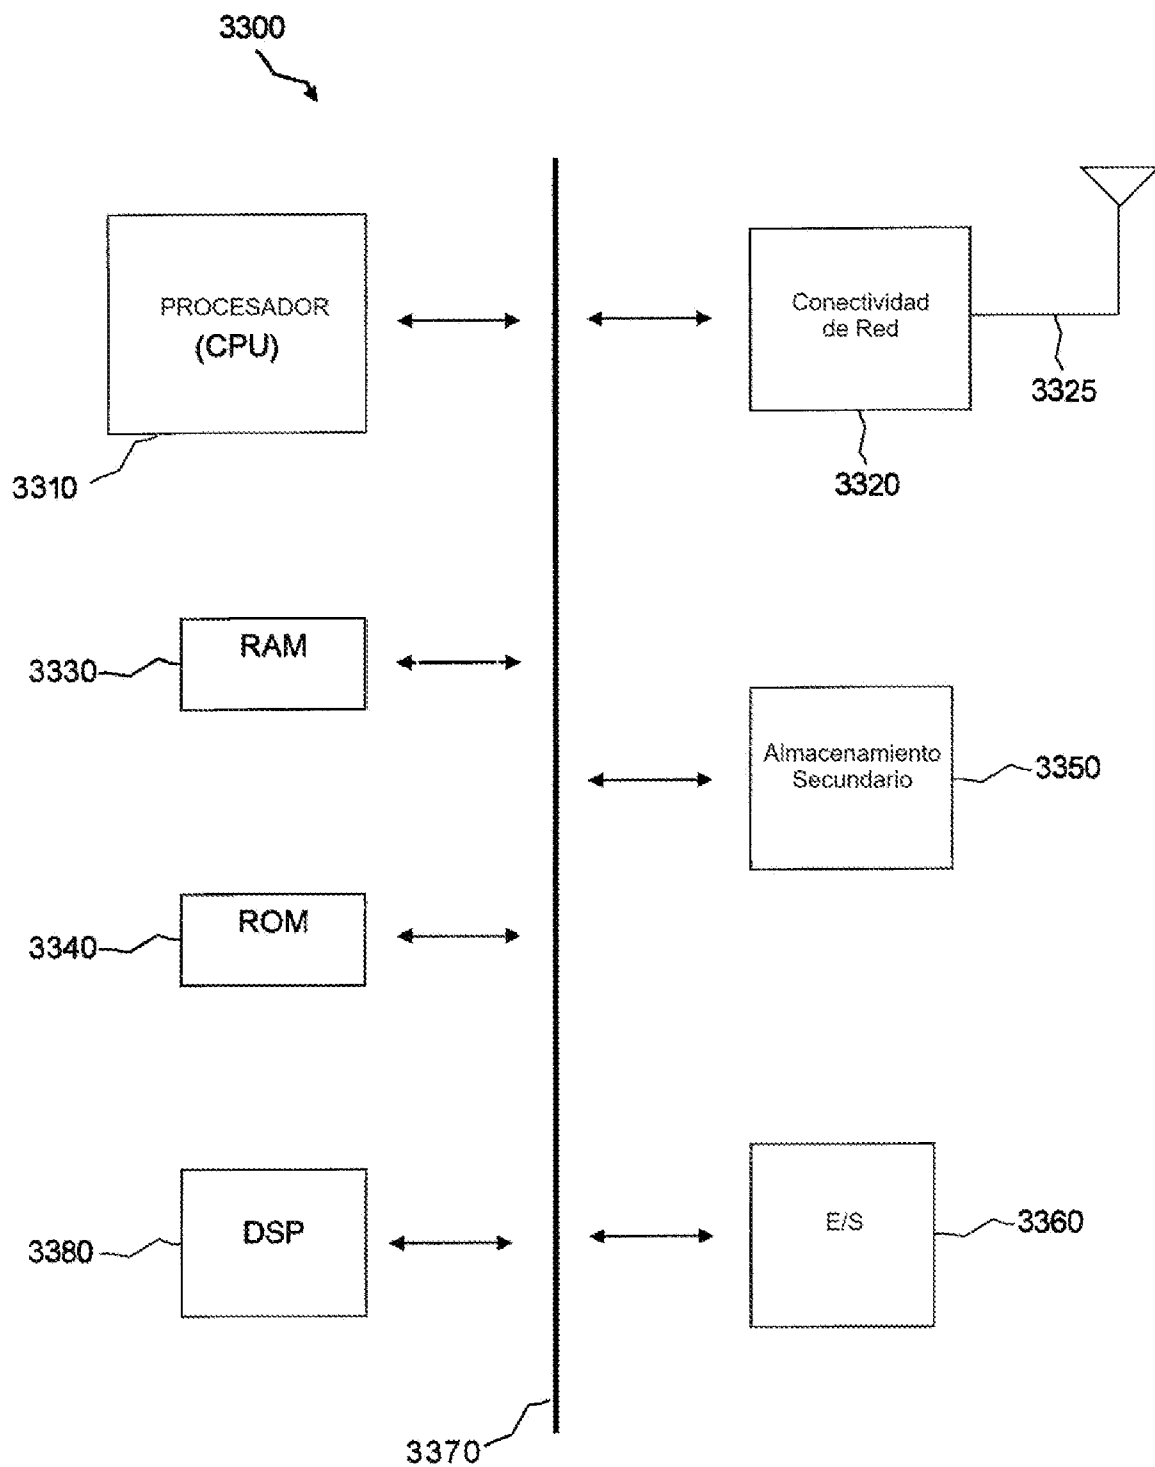 3300
PROCESADOR
(CPU)
3310
Conectividad
de Red
3325
3320
RAM
3330
Almacenamiento
Secundario
3350
ROM
3340
DSP
3380
E/S
3360
3370